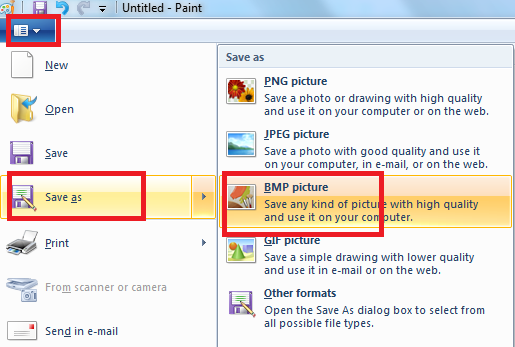 Untitled - Paint
New
Open
Save
Save as
Print
From scanner or camera
Send in e-mail
Save as
PNG picture
Save a photo or drawing with high quality
and use it on your computer or on the web.
JPEG picture
Save a photo with good quality and use it
on your computer, in e-mail, or on the web.
BMP picture
Save any kind of picture with high quality
and use it on your computer.
GIF picture
Save a simple drawing with lower quality
and use it in e-mail or on the web.
Other formats
Open the Save As dialog box to select from
all possible file types.